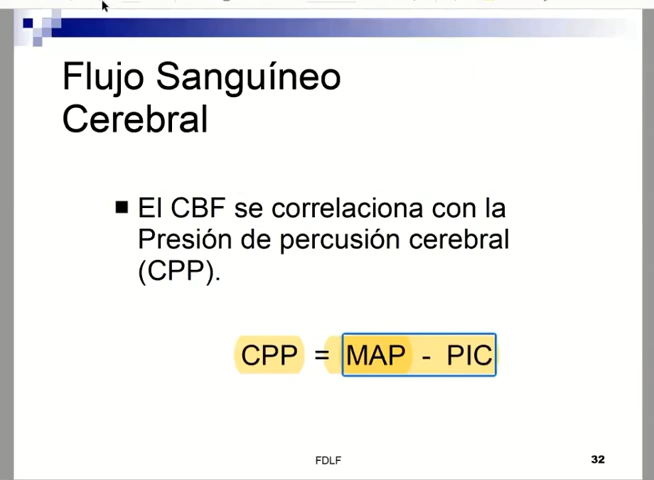 Flujo Sanguíneo
Cerebral
El CBF se correlaciona con la
Presión de percusión cerebral
(CPP).
CPP = MAP - PIC
FDLF
32